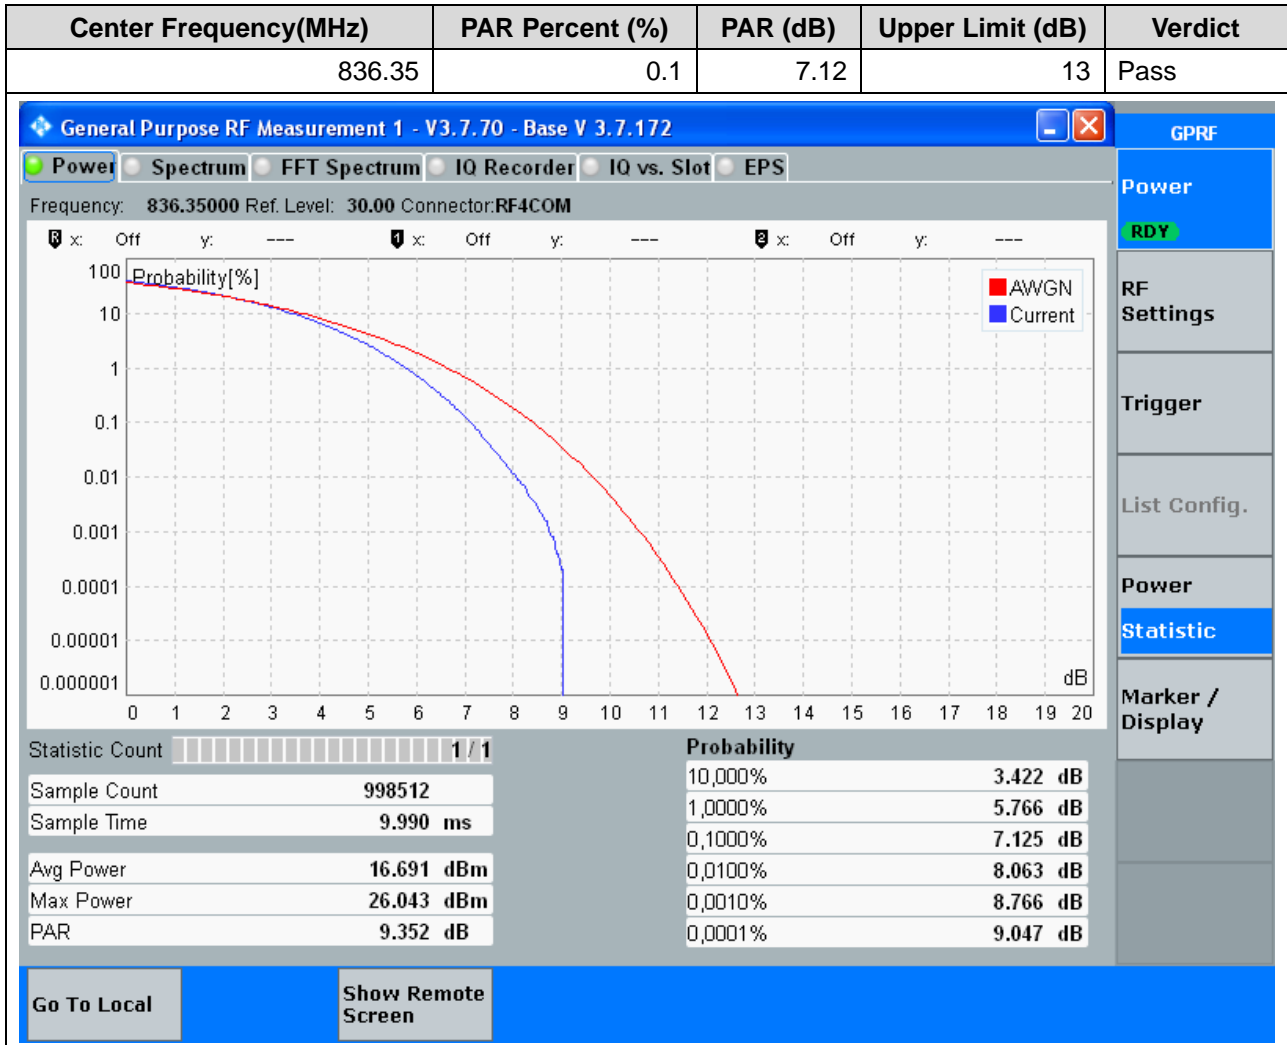 Center Frequency(MHz) PAR Percent (%) PAR (dB) Upper Limit (dB) Verdict
836.35 0.1 7.12 13 Pass
General Purpose RF Measurement 1 - V3.7.70 - Base V 3.7.172
GPRF
Power Spectrum FFT Spectrum IQ Recorder IQ vs. Slot EPS
Frequency: 836.35000 Ref. Level: 30.00 Connector:RF4COM
R x: Off y: --- 1 x: Off y: --- 2 x: Off y: ---
Probability[%]
AWGN
Current
100
10
1
0.1
0.01
0.001
0.0001
0.00001
0.000001
dB
0 1 2 3 4 5 6 7 8 9 10 11 12 13 14 15 16 17 18 19 20
Statistic Count 1 / 1
Sample Count 998512
Sample Time 9.990 ms
Avg Power 16.691 dBm
Max Power 26.043 dBm
PAR 9.352 dB
Probability
10,000% 3.422 dB
1,0000% 5.766 dB
0,1000% 7.125 dB
0,0100% 8.063 dB
0,0010% 8.766 dB
0,0001% 9.047 dB
Power
RDY
RF
Settings
Trigger
List Config.
Power
Statistic
Marker /
Display
Go To Local
Show Remote
Screen